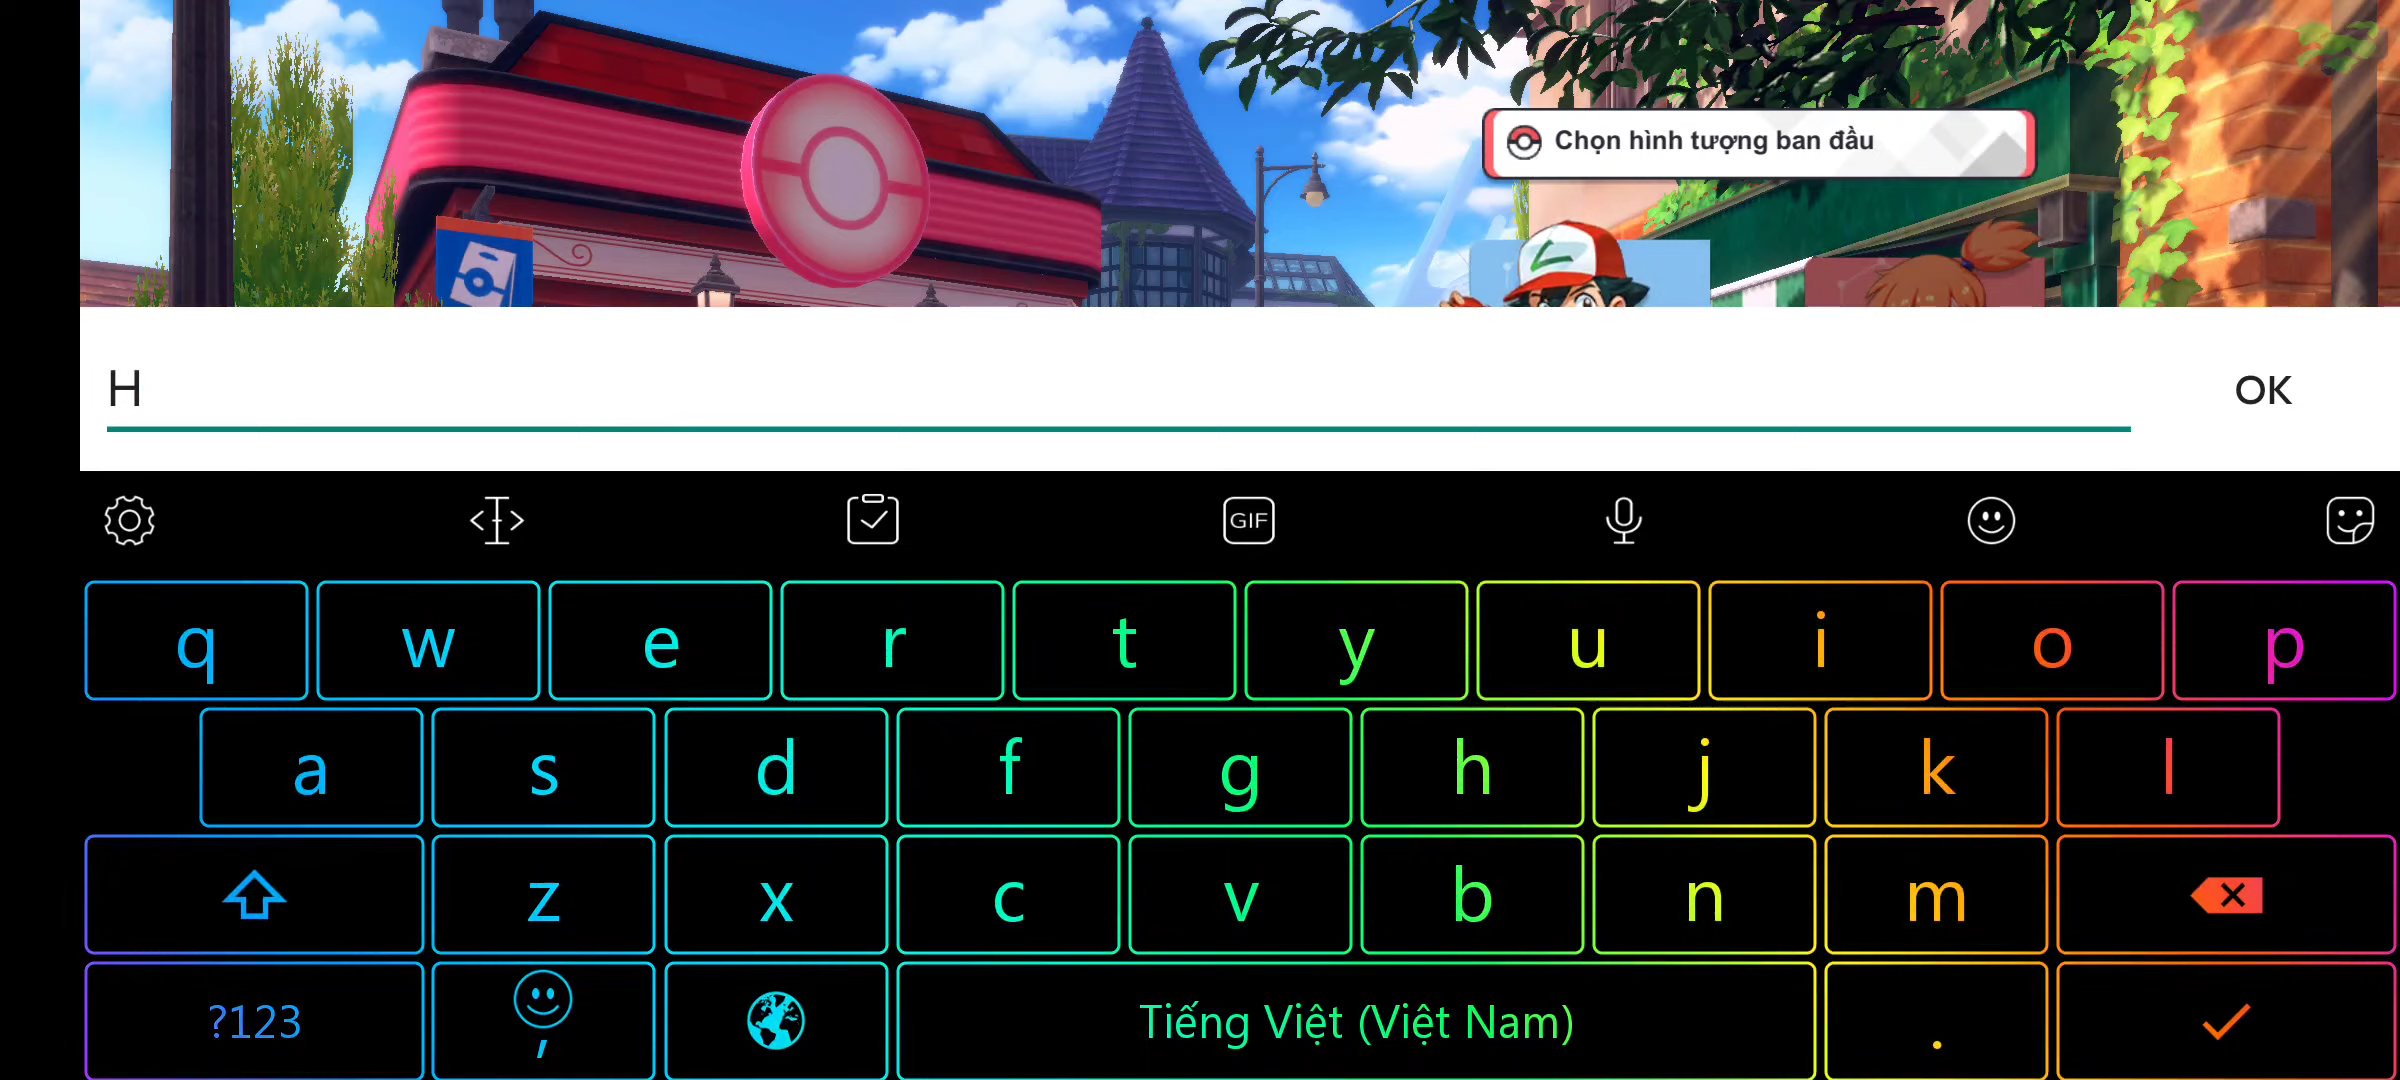 Chọn hình tượng ban đầu
H
OK
GIF
q w e r t y u i o p
a s d f g h j k l
z x c v b n m
?123 , Tiếng Việt (Việt Nam) .